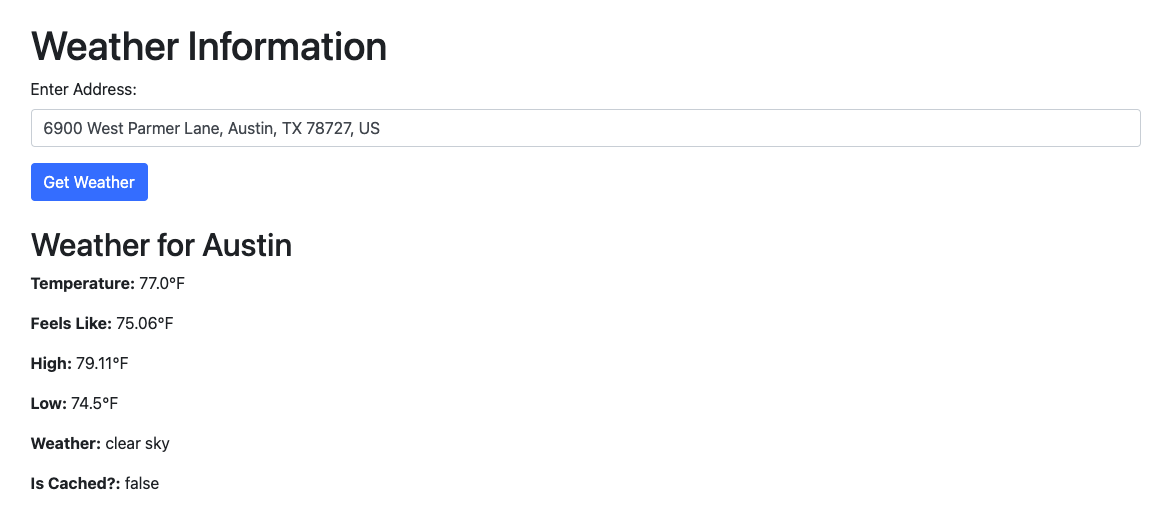 Weather Information
Enter Address:
6900 West Parmer Lane, Austin, TX 78727, US
Get Weather
Weather for Austin
Temperature: 77.0°F
Feels Like: 75.06°F
High: 79.11°F
Low: 74.5°F
Weather: clear sky
Is Cached?: false